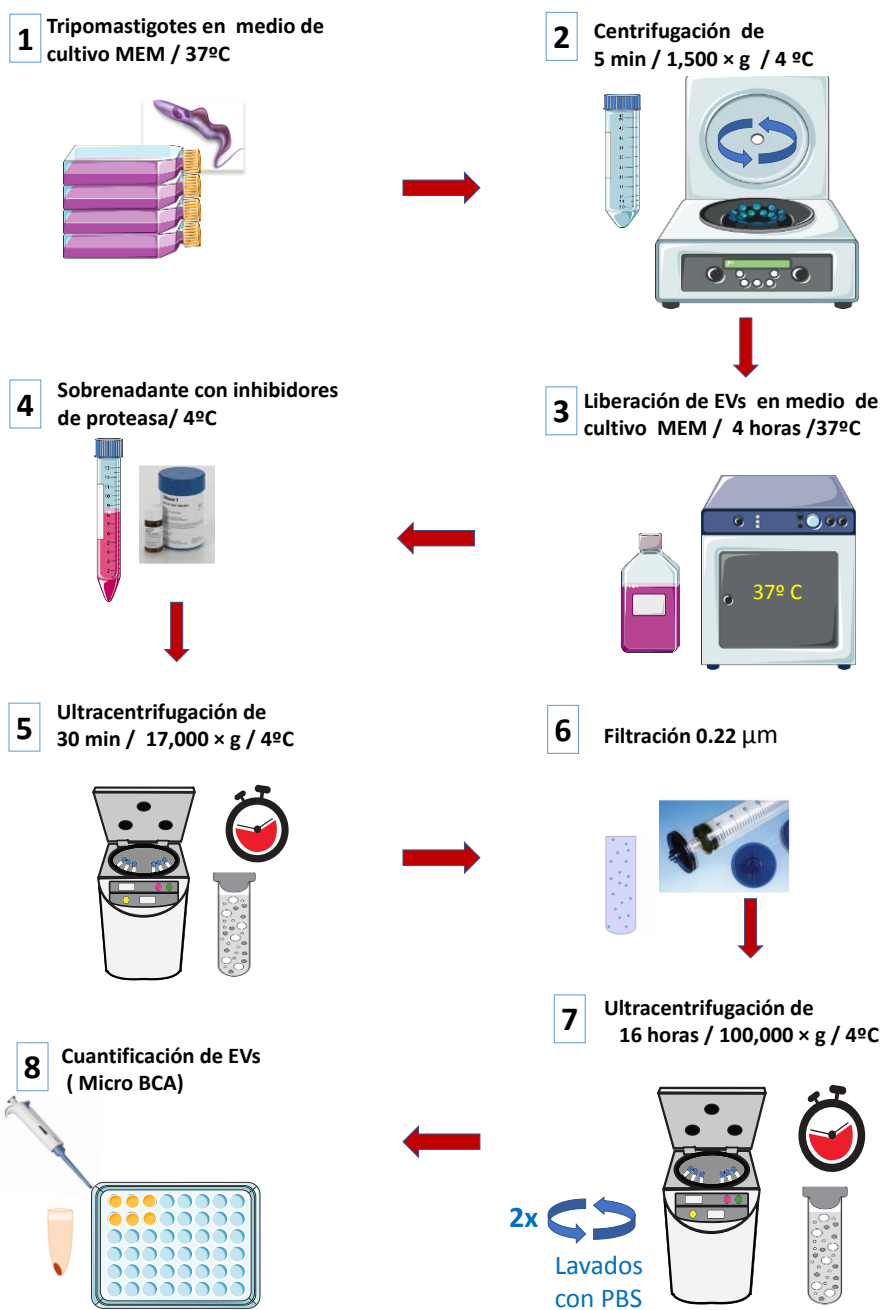 1
Tripomastigotes en medio de
cultivo MEM / 37ºC
2
Centrifugación de
5 min / 1,500 × g / 4 ºC
3
Liberación de EVs en medio de
cultivo MEM / 4 horas /37ºC
37º C
4
Sobrenadante con inhibidores
de proteasa/ 4ºC
5
Ultracentrifugación de
30 min / 17,000 × g / 4ºC
6
Filtración 0.22 µm
7
Ultracentrifugación de
16 horas / 100,000 × g / 4ºC
2x
Lavados
con PBS
8
Cuantificación de EVs
( Micro BCA)